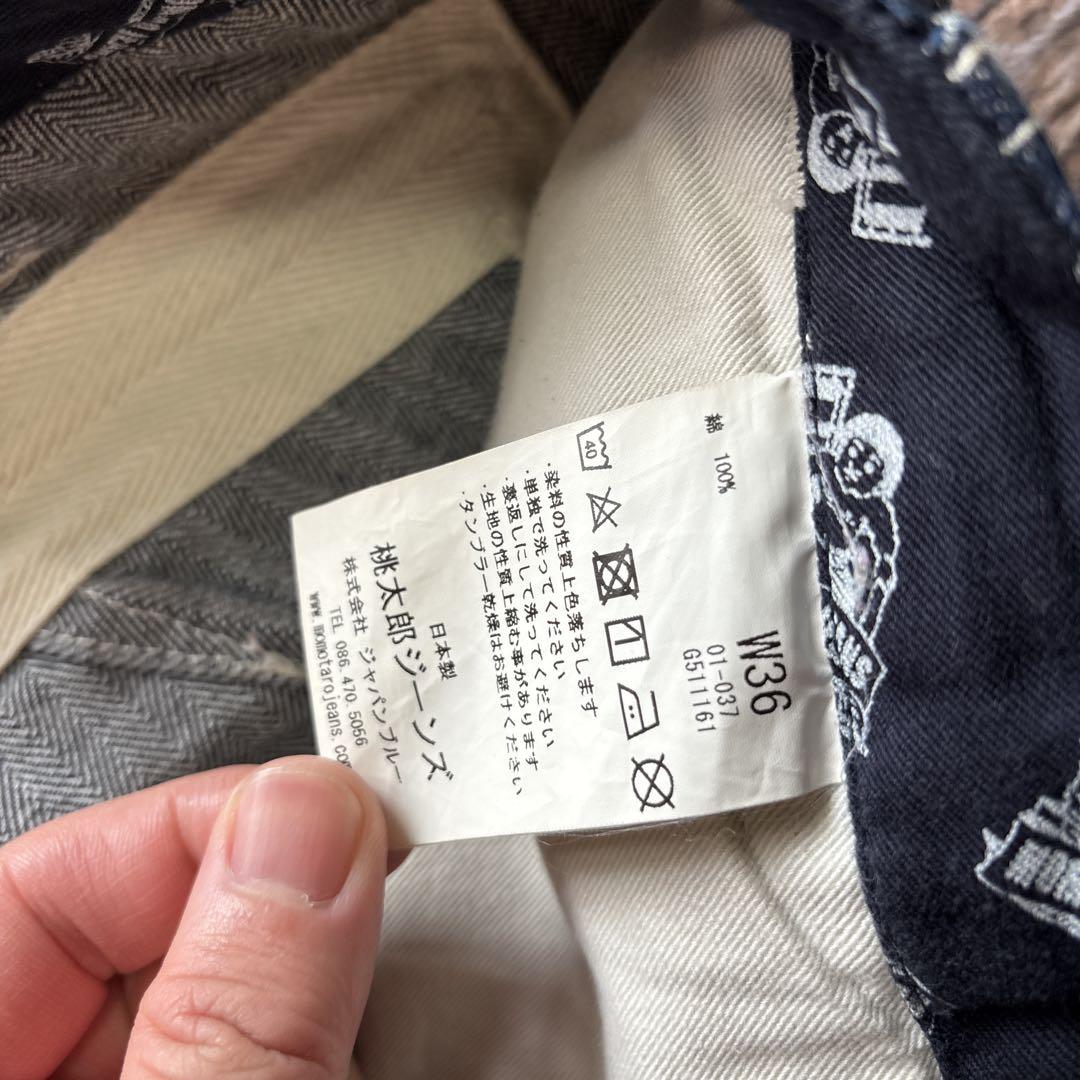 綿 100%
W36
01-037
G5111161
40
・染料の性質上色落ちします
・単独で洗ってください
・裏返しにして洗ってください
・生地の性質上縮む事があります
・タンブラー乾燥はお避けください
日本製
桃太郎ジーンズ
株式会社 ジャパンブルー
TEL 086.470.5056
www.momotarojeans.co